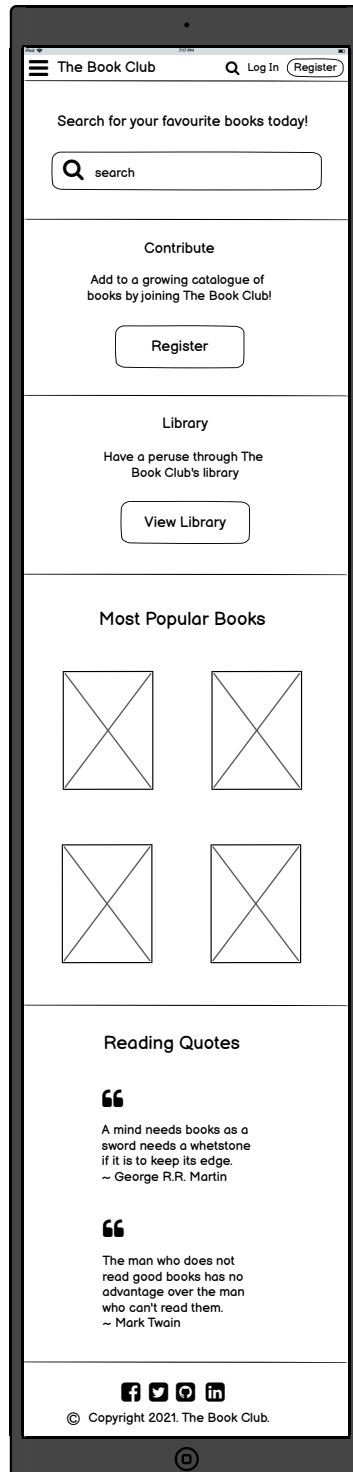 iPad 7:17 PM
The Book Club Log In Register
Search for your favourite books today!
search
Contribute
Add to a growing catalogue of
books by joining The Book Club!
Register
Library
Have a peruse through The
Book Club's library
View Library
Most Popular Books
Reading Quotes
❝
A mind needs books as a
sword needs a whetstone
if it is to keep its edge.
~ George R.R. Martin
❝
The man who does not
read good books has no
advantage over the man
who can't read them.
~ Mark Twain
© Copyright 2021. The Book Club.